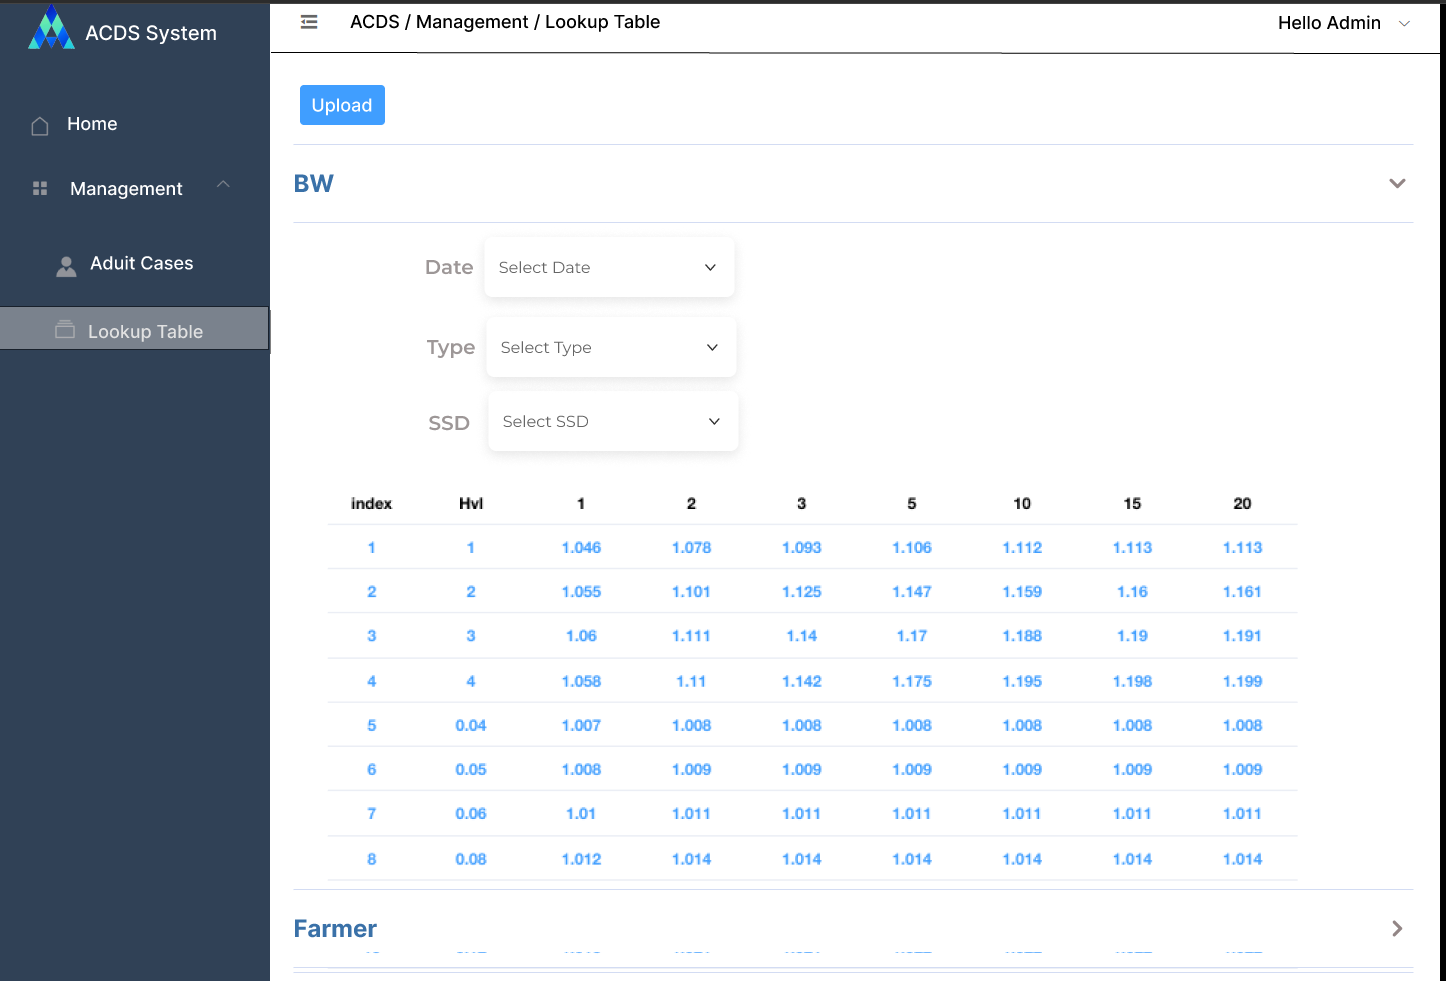 ACDS System
ACDS / Management / Lookup Table
Hello Admin
Home
Management
Aduit Cases
Lookup Table
Upload
BW
Date Select Date
Type Select Type
SSD Select SSD
index Hvl 1 2 3 5 10 15 20
1 1 1.046 1.078 1.093 1.106 1.112 1.113 1.113
2 2 1.055 1.101 1.125 1.147 1.159 1.16 1.161
3 3 1.06 1.111 1.14 1.17 1.188 1.19 1.191
4 4 1.058 1.11 1.142 1.175 1.195 1.198 1.199
5 0.04 1.007 1.008 1.008 1.008 1.008 1.008 1.008
6 0.05 1.008 1.009 1.009 1.009 1.009 1.009 1.009
7 0.06 1.01 1.011 1.011 1.011 1.011 1.011 1.011
8 0.08 1.012 1.014 1.014 1.014 1.014 1.014 1.014
Farmer